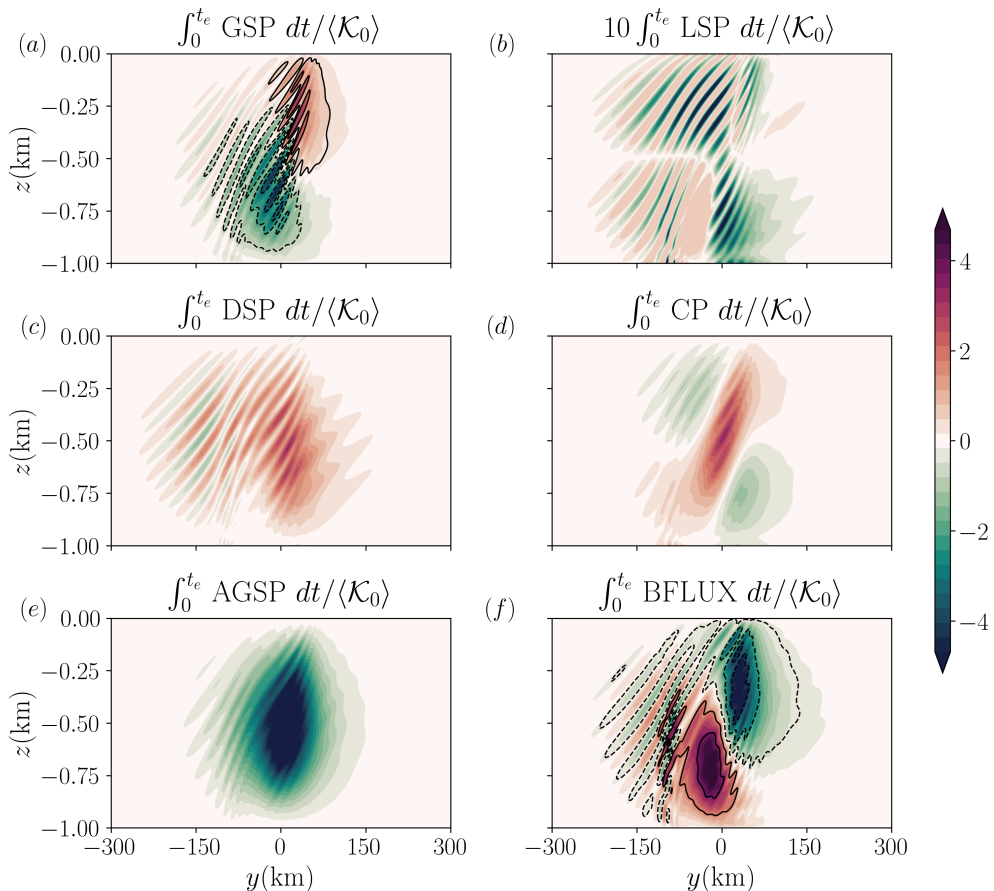 (a) ∫₀^{t_e} GSP dt/⟨𝒦₀⟩
(b) 10 ∫₀^{t_e} LSP dt/⟨𝒦₀⟩
0.00
−0.25
−0.50
−0.75
−1.00
z(km)
(c) ∫₀^{t_e} DSP dt/⟨𝒦₀⟩
(d) ∫₀^{t_e} CP dt/⟨𝒦₀⟩
0.00
−0.25
−0.50
−0.75
−1.00
z(km)
(e) ∫₀^{t_e} AGSP dt/⟨𝒦₀⟩
(f) ∫₀^{t_e} BFLUX dt/⟨𝒦₀⟩
0.00
−0.25
−0.50
−0.75
−1.00
z(km)
−300 −150 0 150 300
y(km)
−300 −150 0 150 300
y(km)
4
2
0
−2
−4